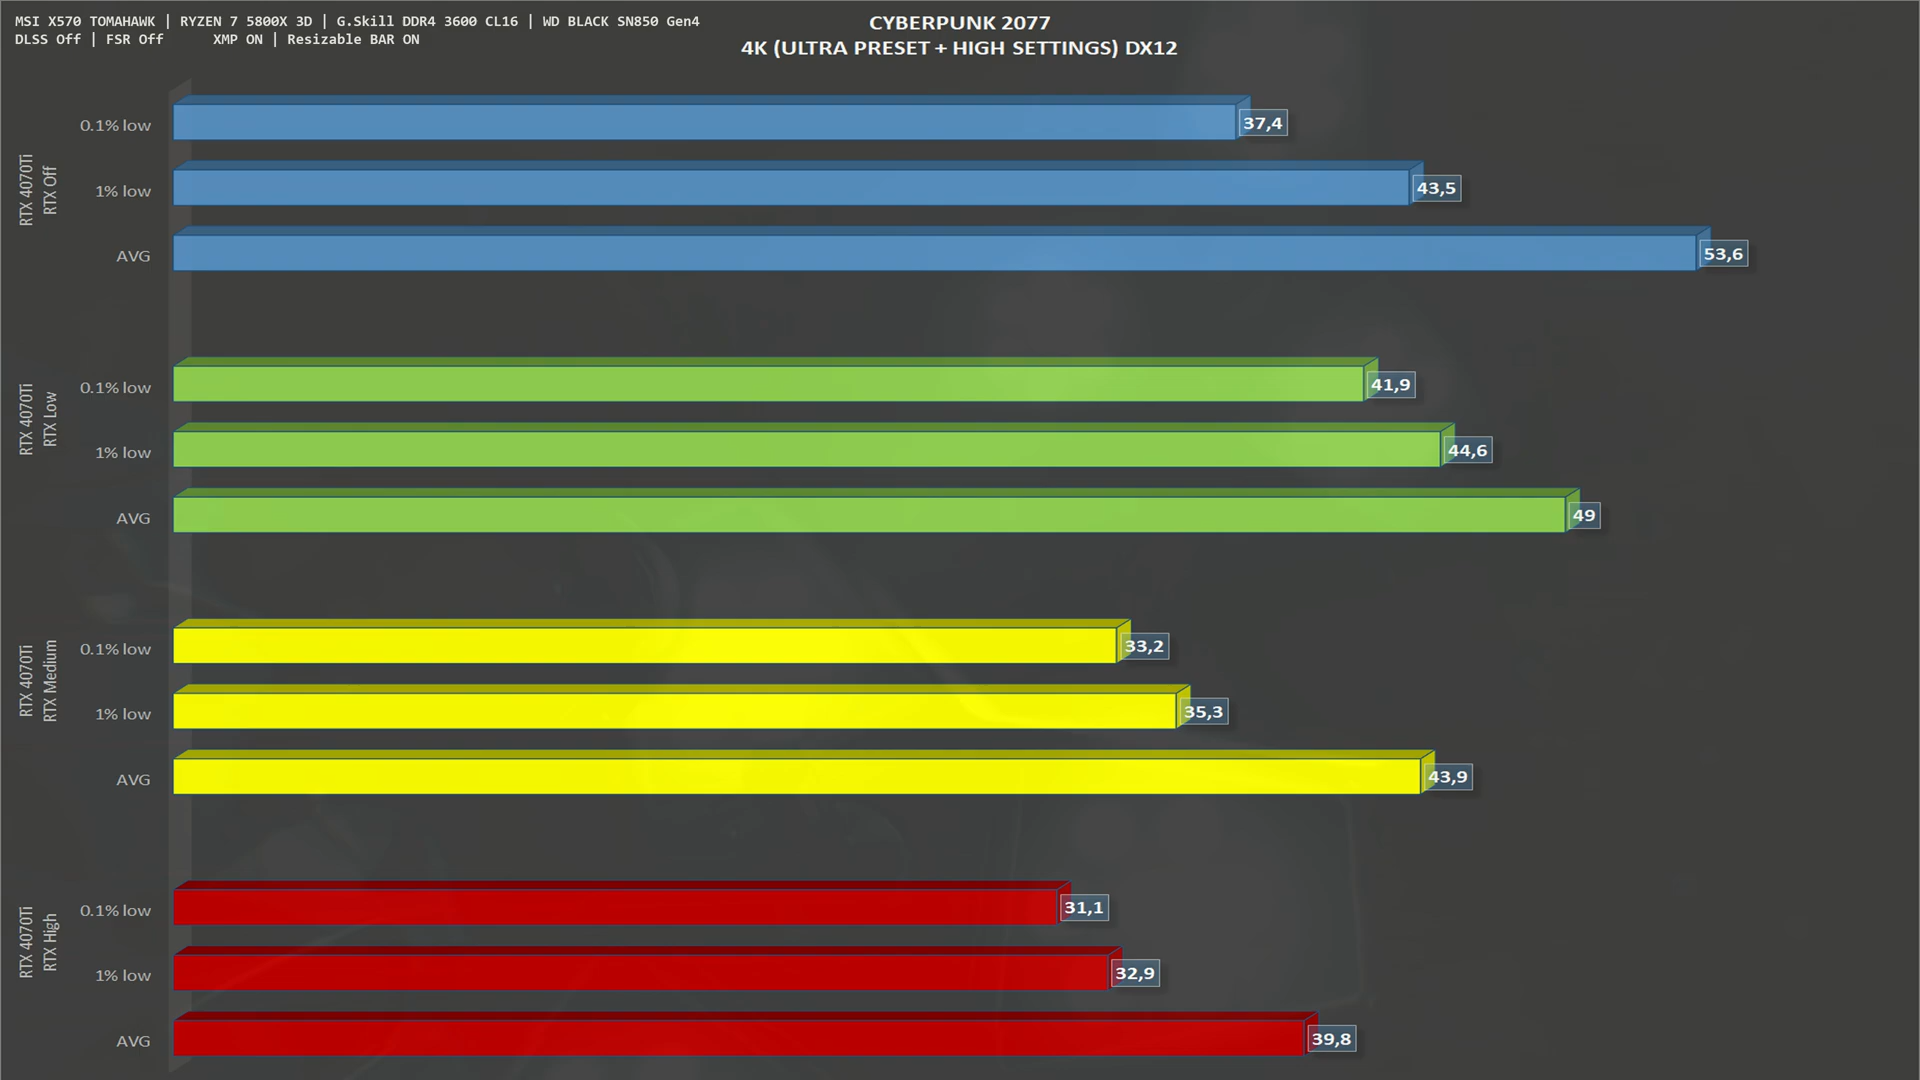 MSI X570 TOMAHAWK | RYZEN 7 5800X 3D | G.Skill DDR4 3600 CL16 | WD BLACK SN850 Gen4
DLSS Off | FSR Off XMP ON | Resizable BAR ON
CYBERPUNK 2077
4K (ULTRA PRESET + HIGH SETTINGS) DX12
RTX 4070Ti
RTX Off
0.1% low 37,4
1% low 43,5
AVG 53,6
RTX 4070Ti
RTX Low
0.1% low 41,9
1% low 44,6
AVG 49
RTX 4070Ti
RTX Medium
0.1% low 33,2
1% low 35,3
AVG 43,9
RTX 4070Ti
RTX High
0.1% low 31,1
1% low 32,9
AVG 39,8